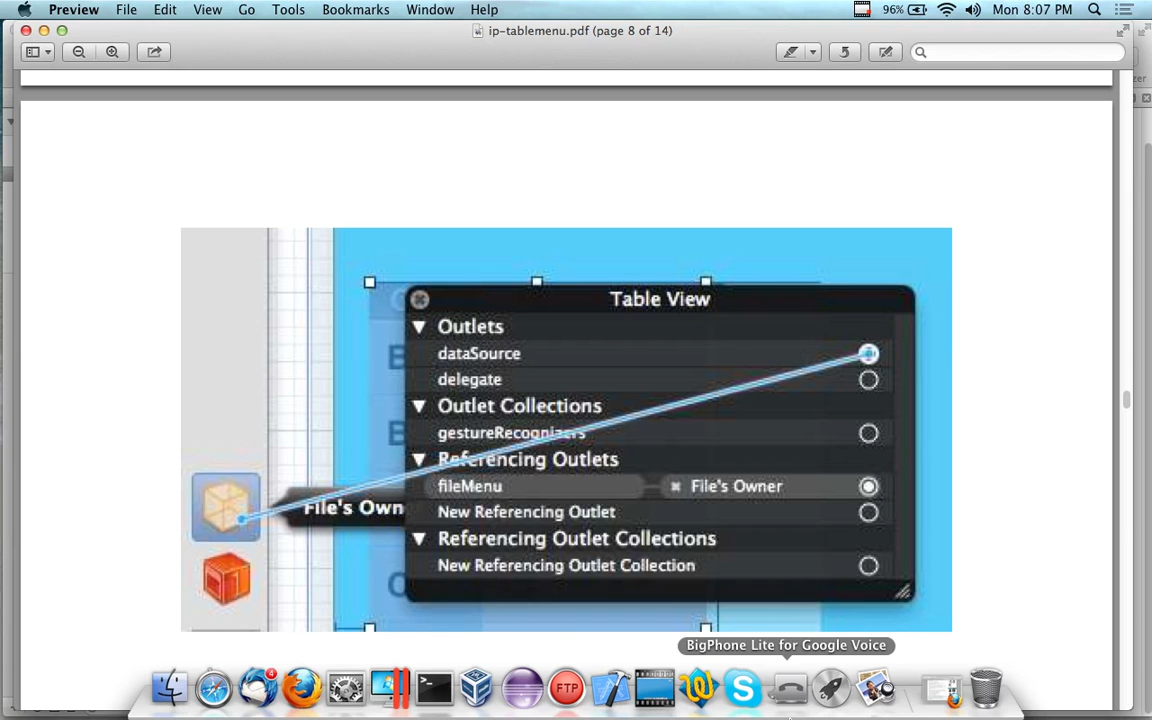 Preview File Edit View Go Tools Bookmarks Window Help 96% Mon 8:07 PM
ip-tablemenu.pdf (page 8 of 14)
zer
Table View
Outlets
dataSource
delegate
Outlet Collections
gestureRecognizers
Referencing Outlets
fileMenu File's Owner
File's Own
New Referencing Outlet
Referencing Outlet Collections
New Referencing Outlet Collection
BigPhone Lite for Google Voice
4
FTP